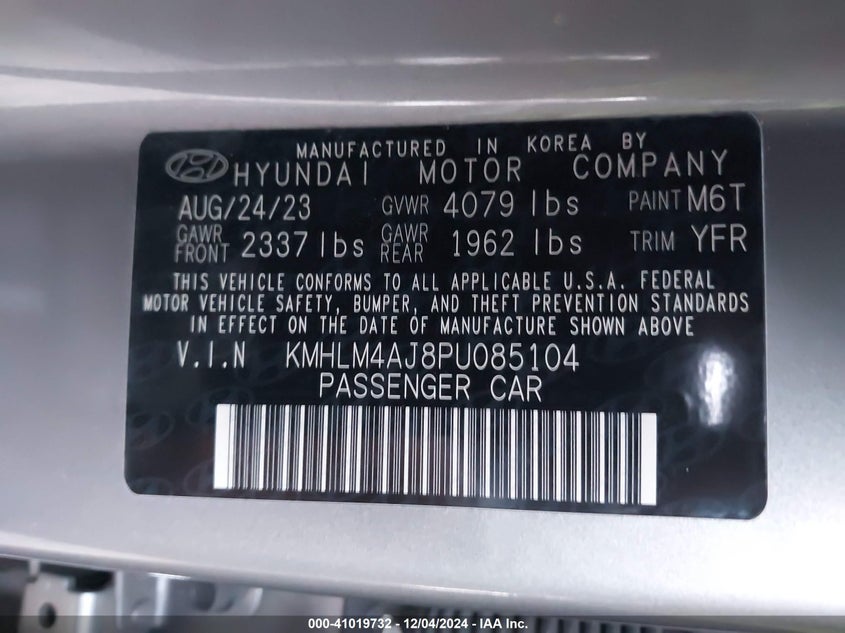 MANUFACTURED IN KOREA BY
HYUNDAI MOTOR COMPANY
AUG/24/23 GVWR 4079 lbs PAINT M6T
GAWR FRONT 2337 lbs GAWR REAR 1962 lbs TRIM YFR
THIS VEHICLE CONFORMS TO ALL APPLICABLE U.S.A. FEDERAL
MOTOR VEHICLE SAFETY, BUMPER, AND THEFT PREVENTION STANDARDS
IN EFFECT ON THE DATE OF MANUFACTURE SHOWN ABOVE
V.I.N KMHLM4AJ8PU085104
PASSENGER CAR
000-41019732 - 12/04/2024 - IAA Inc.